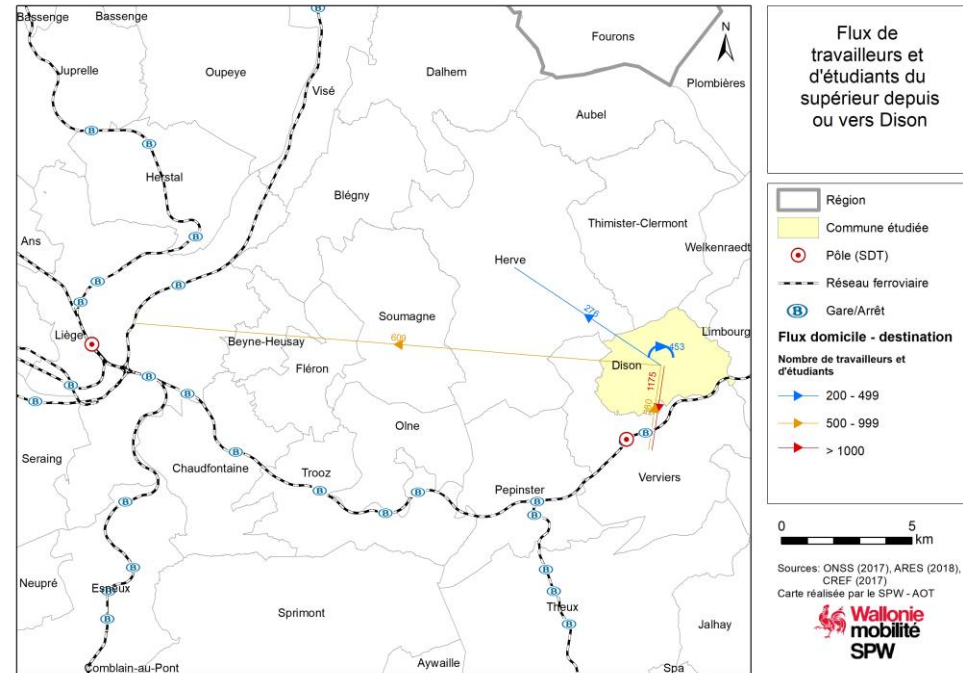 Bassenge
Bassenge
Juprelle
Oupeye
Visé
Dalhem
Fourons
N
Plombières
Aubel
Herstal
Blégny
Thimister-Clermont
Welkenraedt
Ans
Herve
276
Soumagne
Limbourg
Liège
600
453
Beyne-Heusay
Dison
Fléron
1175
Olne
Seraing
Chaudfontaine
Trooz
Verviers
Pepinster
Neupré
Esneux
Sprimont
Theux
Jalhay
Comblain-au-Pont
Aywaille
Spa
Flux de
travailleurs et
d'étudiants du
supérieur depuis
ou vers Dison
Région
Commune étudiée
Pôle (SDT)
Réseau ferroviaire
B Gare/Arrêt
Flux domicile - destination
Nombre de travailleurs et
d'étudiants
200 - 499
500 - 999
> 1000
0 5
km
Sources: ONSS (2017), ARES (2018),
CREF (2017)
Carte réalisée par le SPW - AOT
Wallonie
mobilité
SPW